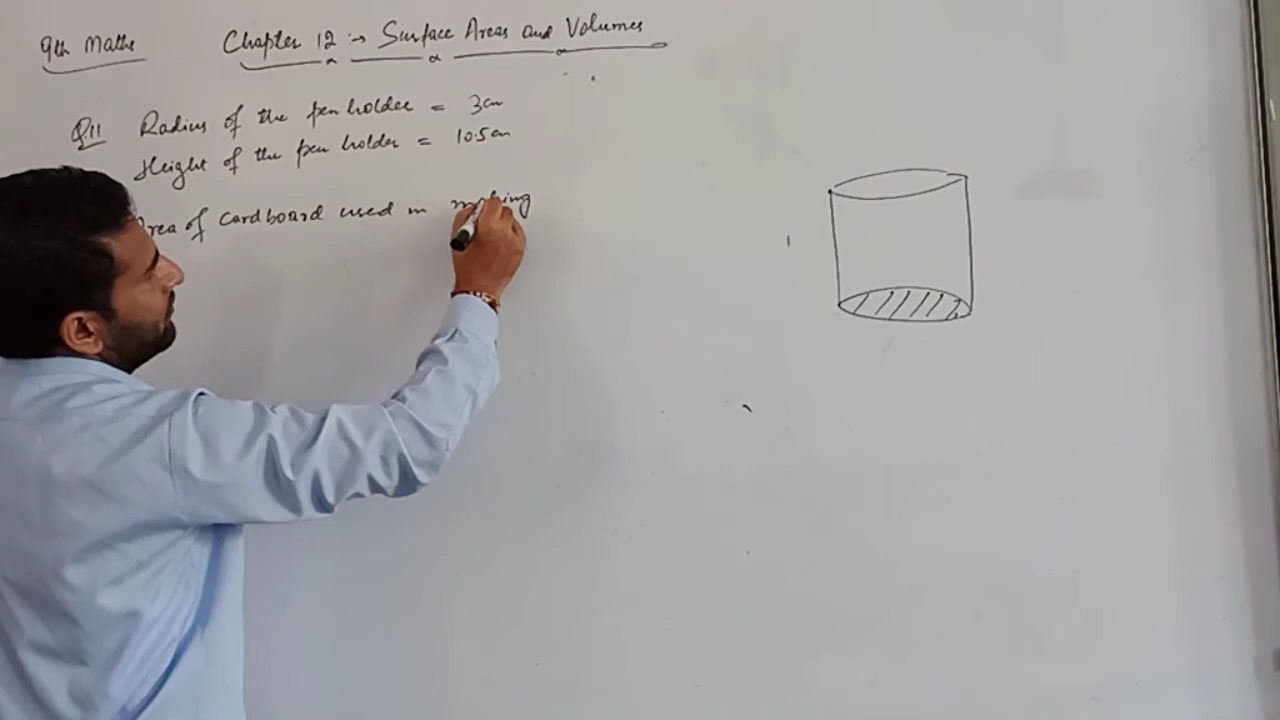 9th Maths Chapter 12 :→ Surface Areas and Volumes
Q11 Radius of the pen holder = 3cm
Height of the pen holder = 10.5cm
Area of cardboard used in making